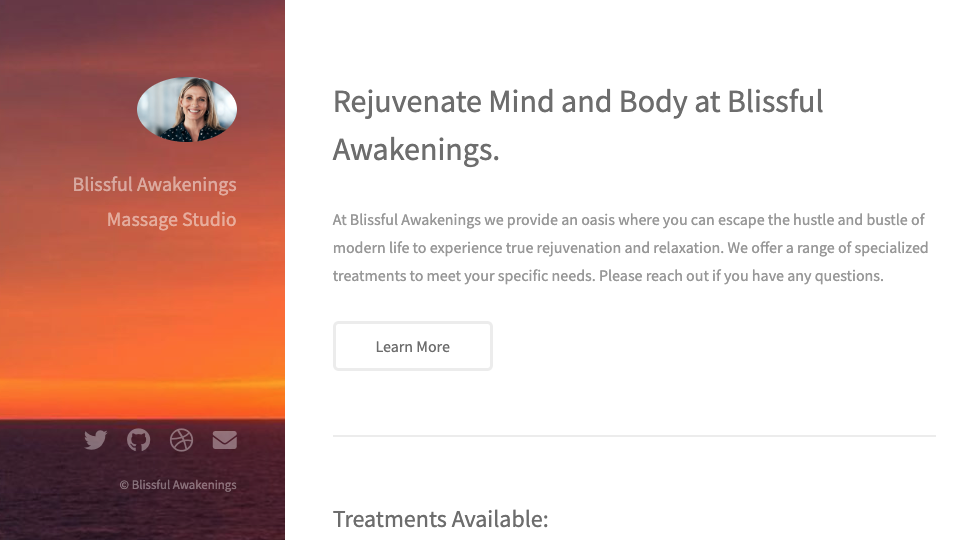 Blissful Awakenings
Massage Studio
© Blissful Awakenings
Rejuvenate Mind and Body at Blissful
Awakenings.
At Blissful Awakenings we provide an oasis where you can escape the hustle and bustle of
modern life to experience true rejuvenation and relaxation. We offer a range of specialized
treatments to meet your specific needs. Please reach out if you have any questions.
Learn More
Treatments Available: